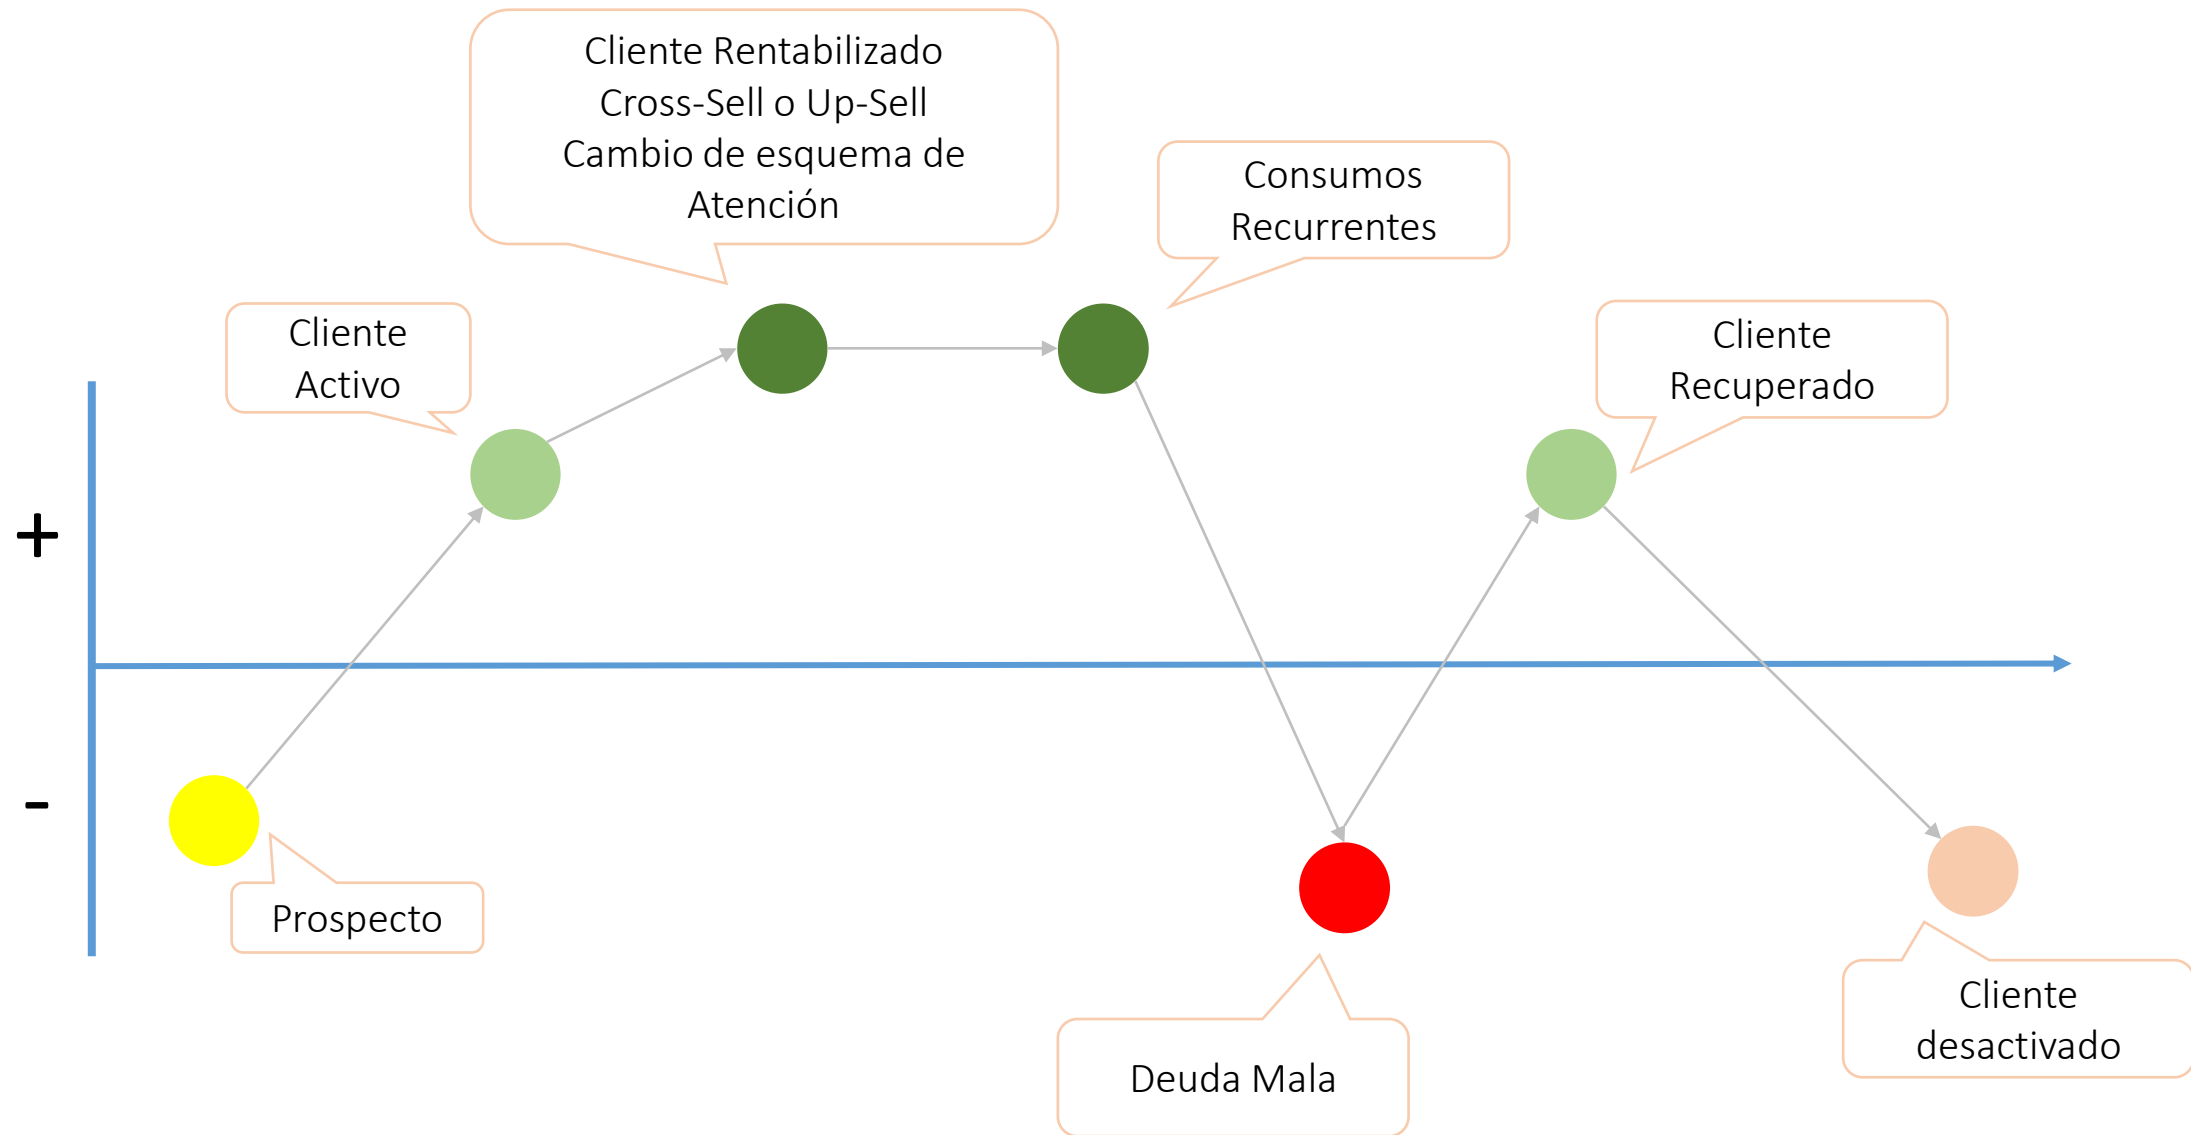 Cliente Rentabilizado
Cross-Sell o Up-Sell
Cambio de esquema de
Atención
Consumos
Recurrentes
Cliente
Activo
Cliente
Recuperado
+
-
Prospecto
Cliente
desactivado
Deuda Mala